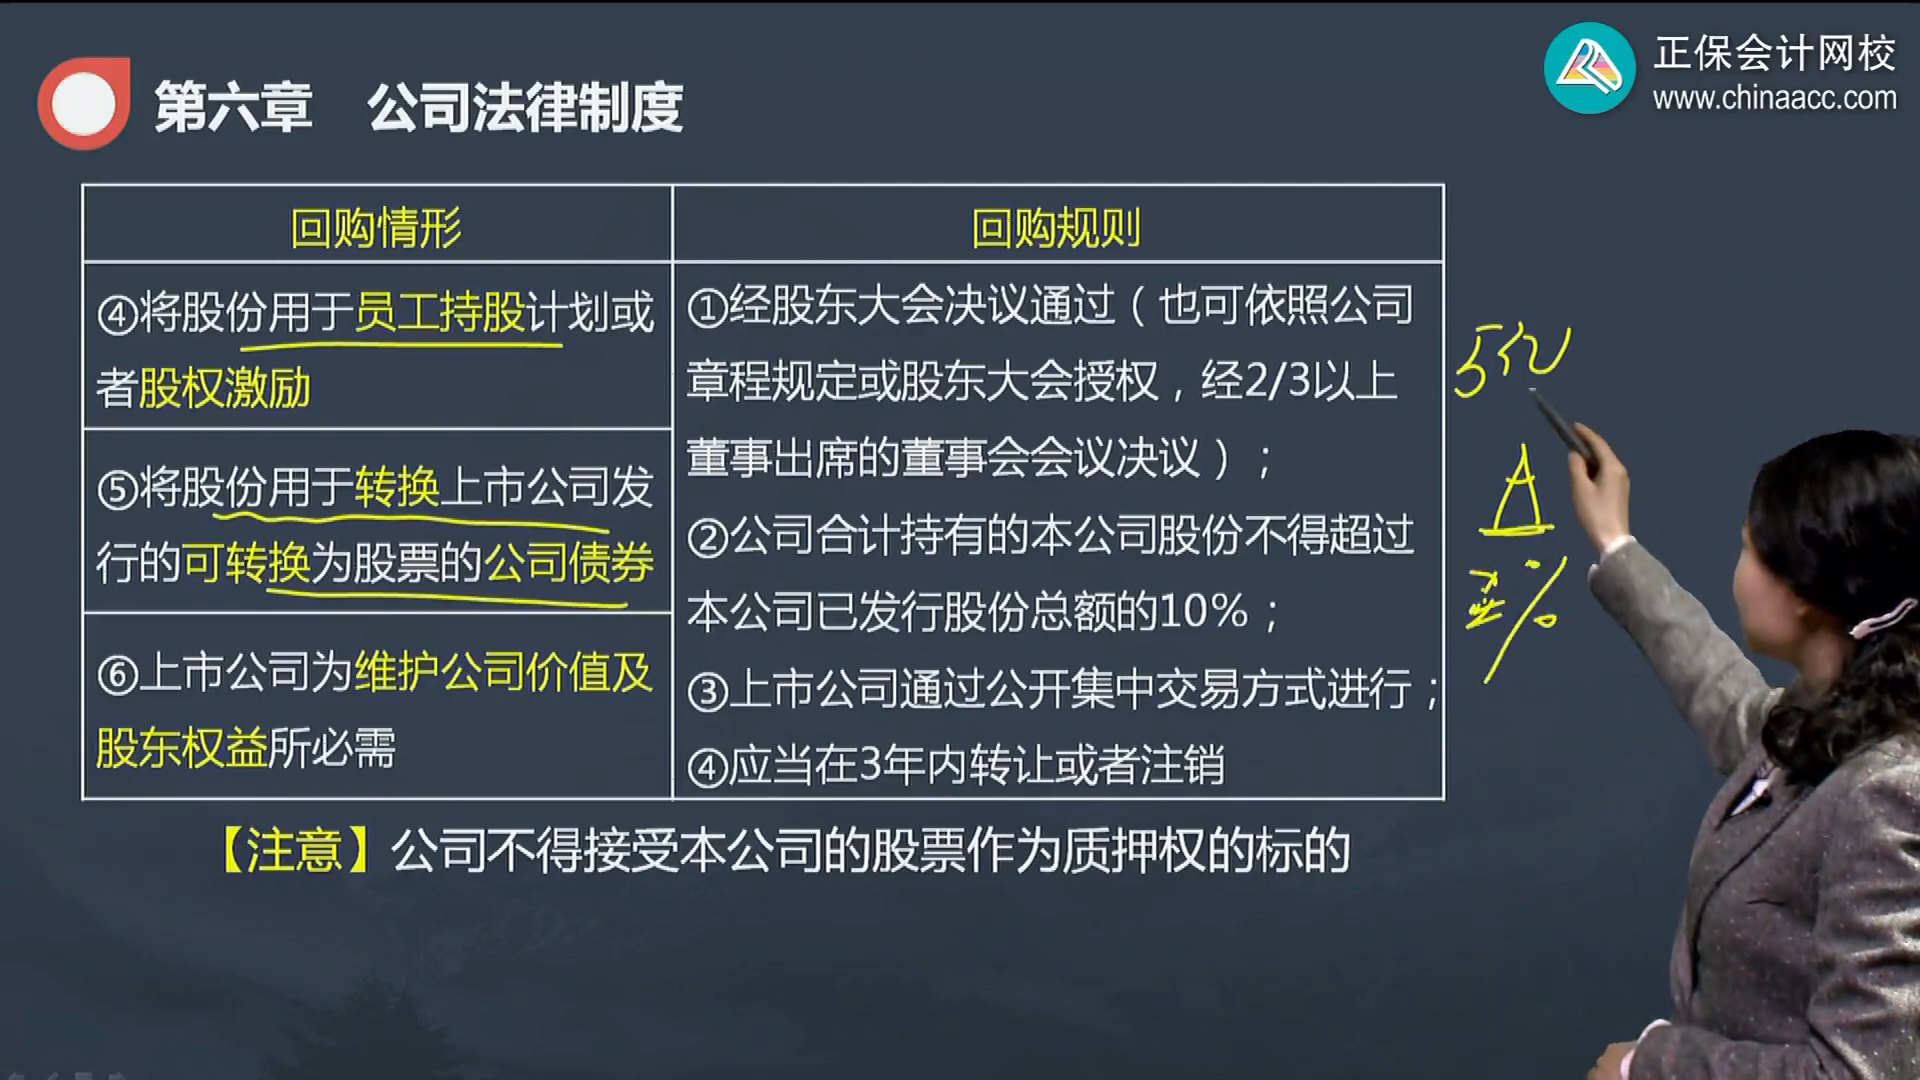 第六章 公司法律制度
正保会计网校
www.chinaacc.com
回购情形
回购规则
④将股份用于员工持股计划或
者股权激励
⑤将股份用于转换上市公司发
行的可转换为股票的公司债券
⑥上市公司为维护公司价值及
股东权益所必需
①经股东大会决议通过（也可依照公司
章程规定或股东大会授权，经2/3以上
董事出席的董事会会议决议）；
②公司合计持有的本公司股份不得超过
本公司已发行股份总额的10%；
③上市公司通过公开集中交易方式进行；
④应当在3年内转让或者注销
5亿
A
【注意】公司不得接受本公司的股票作为质押权的标的